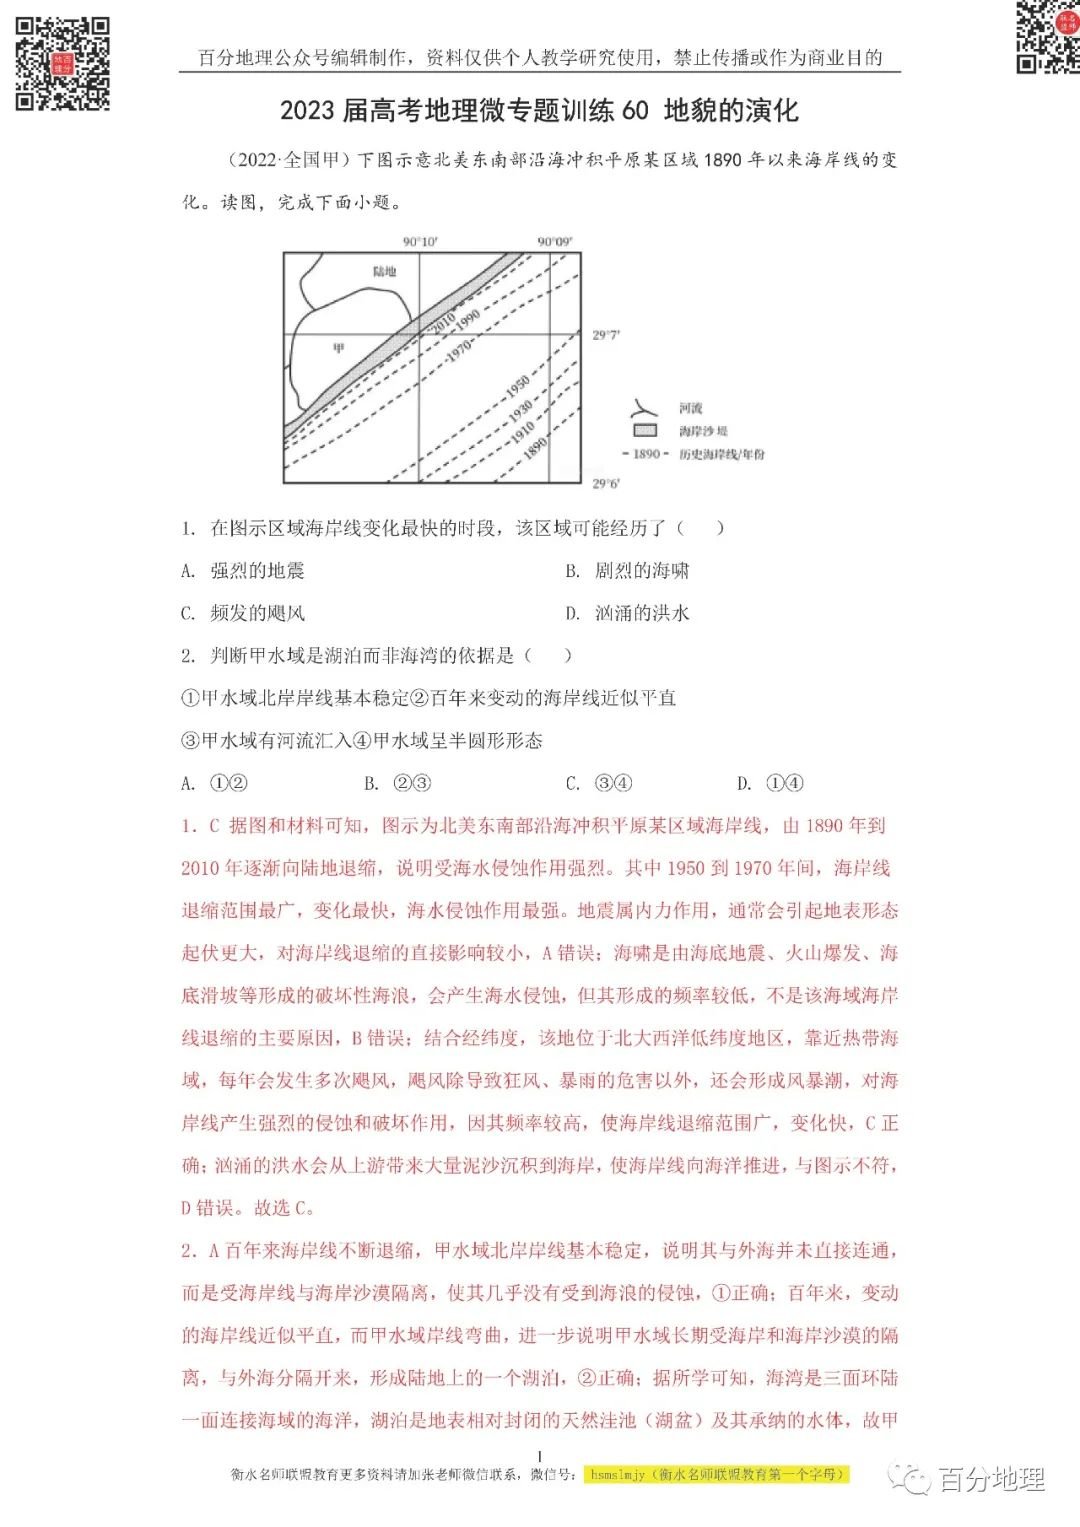 百分地理公众号编辑制作，资料仅供个人教学研究使用，禁止传播或作为商业目的
2023届高考地理微专题训练60 地貌的演化
（2022·全国甲）下图示意北美东南部沿海冲积平原某区域1890年以来海岸线的变
化。读图，完成下面小题。
90°10′ 90°09′
陆地
2010
1990
29°7′
甲
1970
1950
1930
1910
1890
河流
海岸沙堤
-1890- 历史海岸线/年份
29°6′
1. 在图示区域海岸线变化最快的时段，该区域可能经历了（ ）
A. 强烈的地震 B. 剧烈的海啸
C. 频发的飓风 D. 汹涌的洪水
2. 判断甲水域是湖泊而非海湾的依据是（ ）
①甲水域北岸岸线基本稳定②百年来变动的海岸线近似平直
③甲水域有河流汇入④甲水域呈半圆形形态
A. ①② B. ②③ C. ③④ D. ①④
1. C 据图和材料可知，图示为北美东南部沿海冲积平原某区域海岸线，由1890年到
2010年逐渐向陆地退缩，说明受海水侵蚀作用强烈。其中1950到1970年间，海岸线
退缩范围最广，变化最快，海水侵蚀作用最强。地震属内力作用，通常会引起地表形态
起伏更大，对海岸线退缩的直接影响较小，A错误；海啸是由海底地震、火山爆发、海
底滑坡等形成的破坏性海浪，会产生海水侵蚀，但其形成的频率较低，不是该海域海岸
线退缩的主要原因，B错误；结合经纬度，该地位于北大西洋低纬度地区，靠近热带海
域，每年会发生多次飓风，飓风除导致狂风、暴雨的危害以外，还会形成风暴潮，对海
岸线产生强烈的侵蚀和破坏作用，因其频率较高，使海岸线退缩范围广，变化快，C正
确；汹涌的洪水会从上游带来大量泥沙沉积到海岸，使海岸线向海洋推进，与图示不符，
D错误。故选C。
2. A 百年来海岸线不断退缩，甲水域北岸岸线基本稳定，说明其与外海并未直接连通，
而是受海岸线与海岸沙漠隔离，使其几乎没有受到海浪的侵蚀，①正确；百年来，变动
的海岸线近似平直，而甲水域岸线弯曲，进一步说明甲水域长期受海岸和海岸沙漠的隔
离，与外海分隔开来，形成陆地上的一个湖泊，②正确；据所学可知，海湾是三面环陆
一面连接海域的海洋，湖泊是地表相对封闭的天然洼池（湖盆）及其承纳的水体，故甲
1
衡水名师联盟教育更多资料请加张老师微信联系，微信号： hsmslmjy（衡水名师联盟教育第一个字母）
百分地理